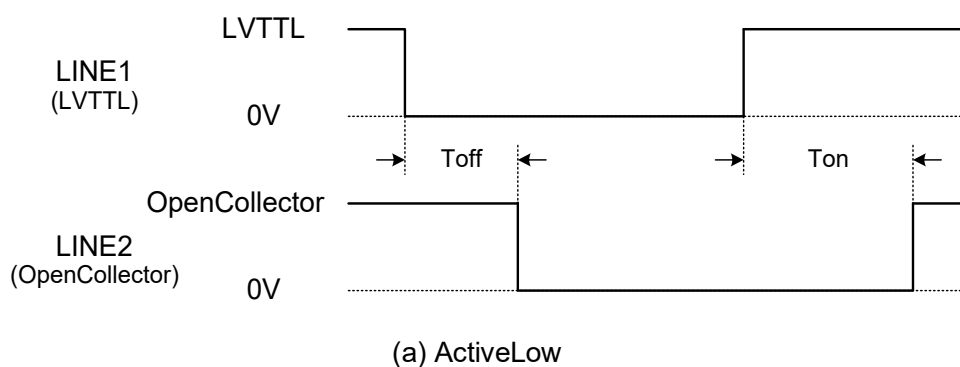 LVTTL
LINE1
(LVTTL)
0V
Toff
Ton
OpenCollector
LINE2
(OpenCollector)
0V
(a) ActiveLow